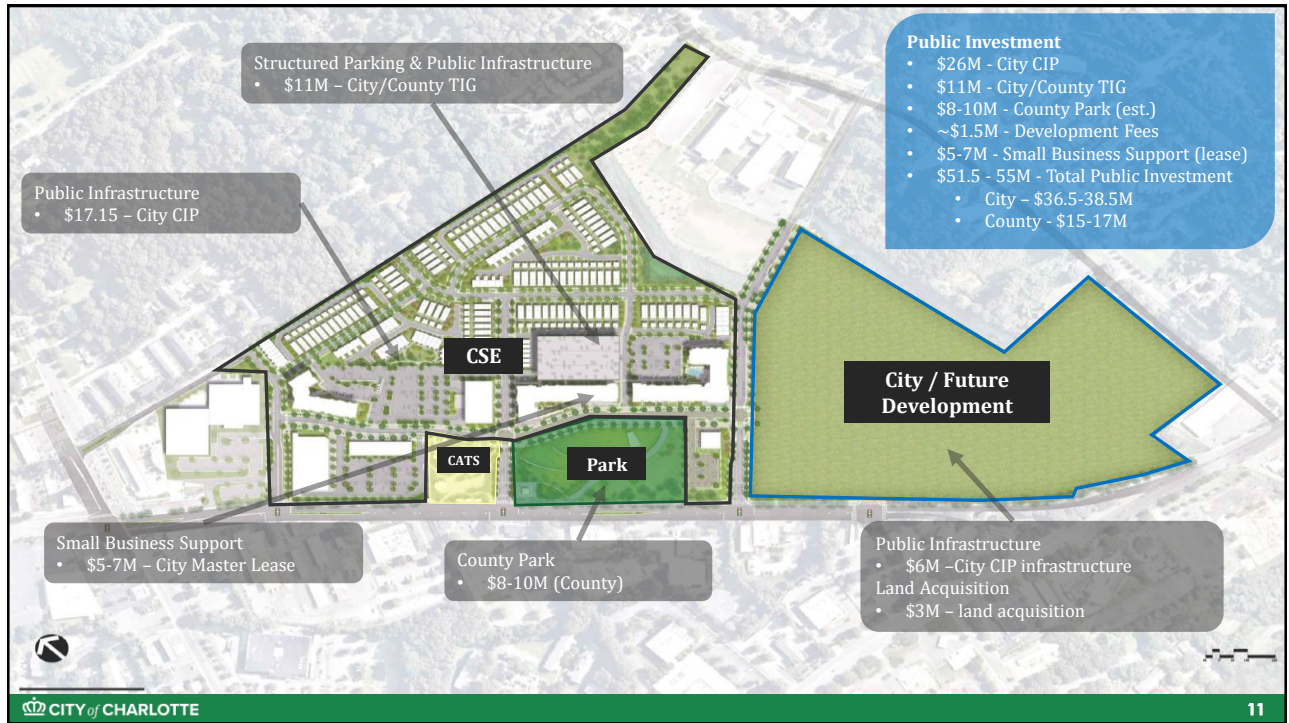 Structured Parking & Public Infrastructure
• $11M – City/County TIG
Public Investment
• $26M - City CIP
• $11M - City/County TIG
• $8-10M - County Park (est.)
• ~$1.5M - Development Fees
• $5-7M - Small Business Support (lease)
• $51.5 - 55M - Total Public Investment
• City – $36.5-38.5M
• County - $15-17M
Public Infrastructure
• $17.15 – City CIP
CSE
City / Future
Development
CATS
Park
Small Business Support
• $5-7M – City Master Lease
County Park
• $8-10M (County)
Public Infrastructure
• $6M –City CIP infrastructure
Land Acquisition
• $3M – land acquisition
CITY of CHARLOTTE
11